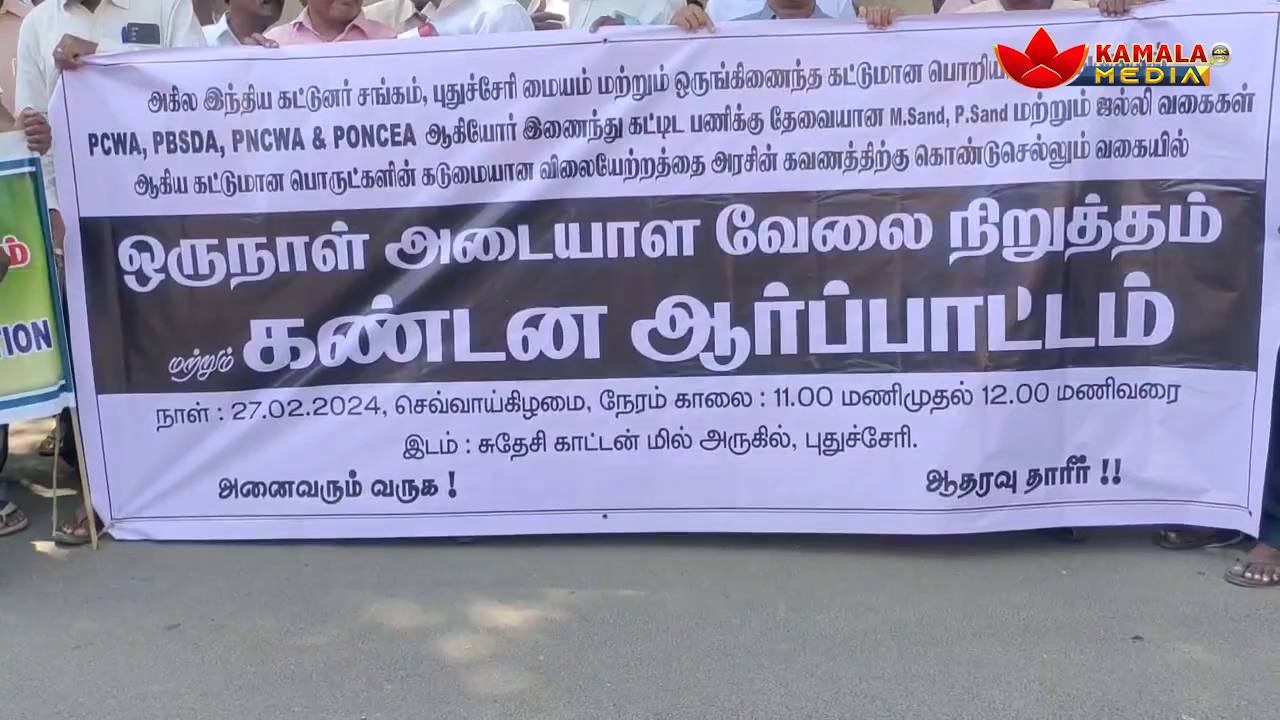 அகில இந்திய கட்டுனர் சங்கம், புதுச்சேரி மையம் மற்றும் ஒருங்கிணைந்த கட்டுமான
PCWA, PBSDA, PNCWA & PONCEA ஆகியோர் இணைந்து கட்டிட பணிக்கு தேவையான M.Sand, P.Sand மற்றும் ஜல்லி வகைகள்
ஆகிய கட்டுமான பொருட்களின் கடுமையான விலையேற்றத்தை அரசின் கவணத்திற்கு கொண்டுசெல்லும் வகையில்
ஒருநாள் அடையாள வேலை நிறுத்தம்
மற்றும் கண்டன ஆர்ப்பாட்டம்
நாள் : 27.02.2024, செவ்வாய்கிழமை, நேரம் காலை : 11.00 மணிமுதல் 12.00 மணிவரை
இடம் : சுதேசி காட்டன் மில் அருகில், புதுச்சேரி.
அனைவரும் வருக ! ஆதரவு தாரீர் !!
KAMALA 4K
MEDIA
TION